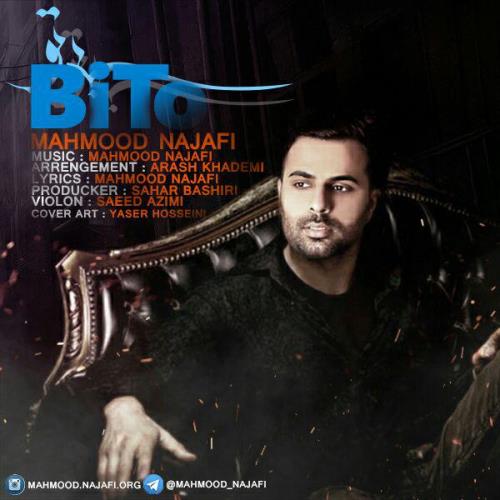 BiTo
MAHMOOD NAJAFI
MUSIC : MAHMOOD NAJAFI
ARRENGEMENT : ARASH KHADEMI
LYRICS : MAHMOOD NAJAFI
PRODUCKER : SAHAR BASHIRI
VIOLON : SAEED AZIMI
COVER ART : YASER HOSSEINI
MAHMOUD.NAJAFI.ORG @MAHMOOD_NAJAFI